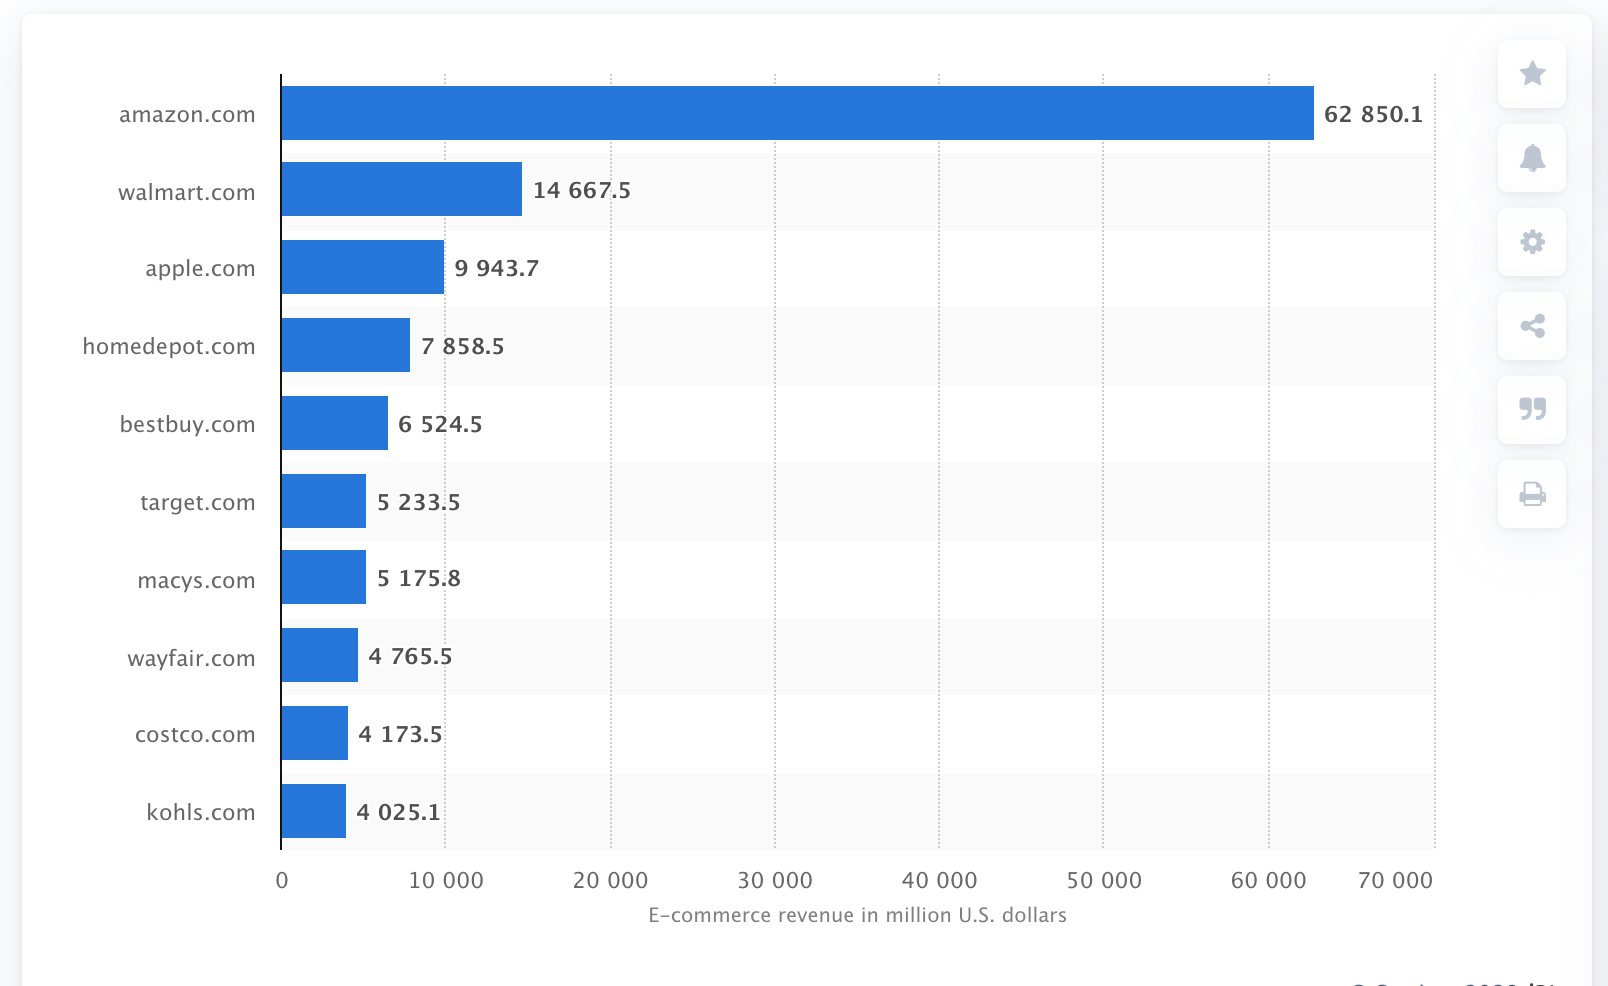 amazon.com 62 850.1
walmart.com 14 667.5
apple.com 9 943.7
homedepot.com 7 858.5
bestbuy.com 6 524.5
target.com 5 233.5
macys.com 5 175.8
wayfair.com 4 765.5
costco.com 4 173.5
kohls.com 4 025.1
0 10 000 20 000 30 000 40 000 50 000 60 000 70 000
E-commerce revenue in million U.S. dollars